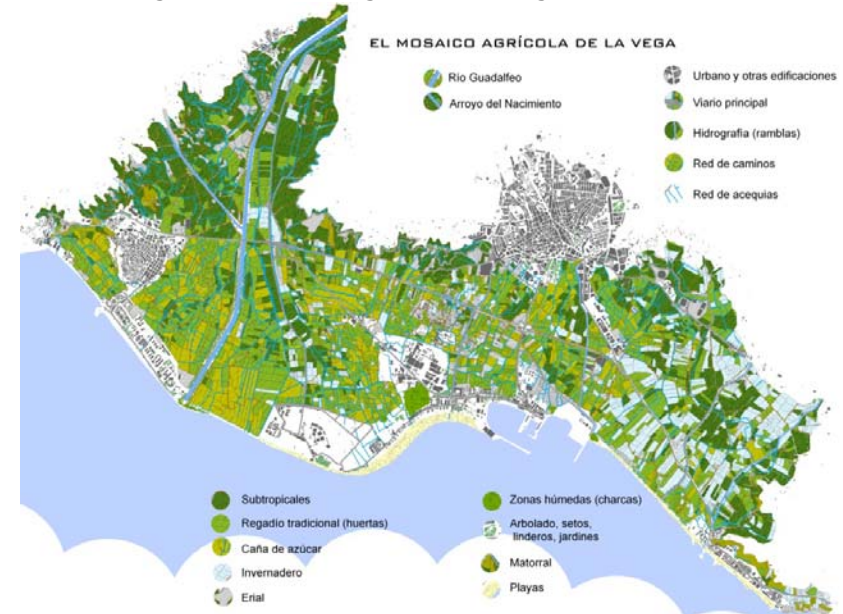 EL MOSAICO AGRÍCOLA DE LA VEGA
Rio Guadalfeo
Arroyo del Nacimiento
Urbano y otras edificaciones
Viario principal
Hidrografía (ramblas)
Red de caminos
Red de acequias
Subtropicales
Regadío tradicional (huertas)
Caña de azúcar
Invernadero
Erial
Zonas húmedas (charcas)
Arbolado, setos,
linderos, jardines
Matorral
Playas